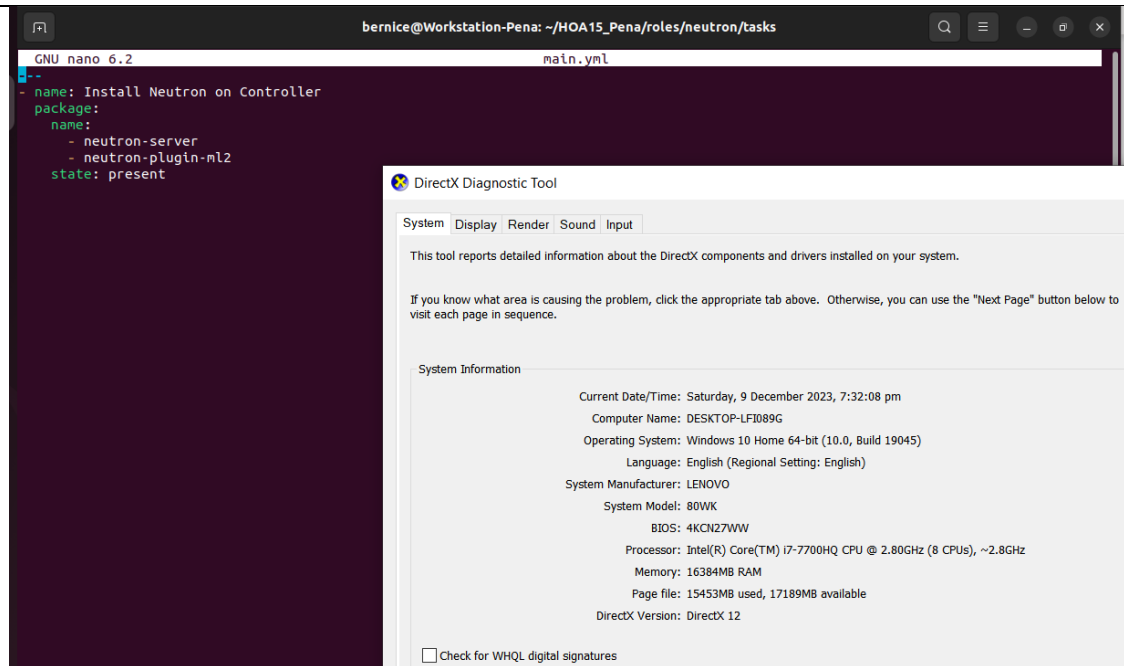 bernice@Workstation-Pena: ~/HOA15_Pena/roles/neutron/tasks
GNU nano 6.2 main.yml
---
- name: Install Neutron on Controller
  package:
    name:
      - neutron-server
      - neutron-plugin-ml2
    state: present
DirectX Diagnostic Tool
System Display Render Sound Input
This tool reports detailed information about the DirectX components and drivers installed on your system.
If you know what area is causing the problem, click the appropriate tab above.  Otherwise, you can use the "Next Page" button below to
visit each page in sequence.
System Information
Current Date/Time: Saturday, 9 December 2023, 7:32:08 pm
Computer Name: DESKTOP-LFI089G
Operating System: Windows 10 Home 64-bit (10.0, Build 19045)
Language: English (Regional Setting: English)
System Manufacturer: LENOVO
System Model: 80WK
BIOS: 4KCN27WW
Processor: Intel(R) Core(TM) i7-7700HQ CPU @ 2.80GHz (8 CPUs), ~2.8GHz
Memory: 16384MB RAM
Page file: 15453MB used, 17189MB available
DirectX Version: DirectX 12
Check for WHQL digital signatures